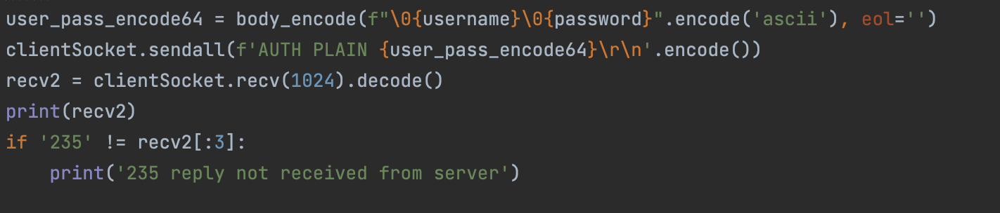 user_pass_encode64 = body_encode(f"\0{username}\0{password}".encode('ascii'), eol='')
clientSocket.sendall(f'AUTH PLAIN {user_pass_encode64}\r\n'.encode())
recv2 = clientSocket.recv(1024).decode()
print(recv2)
if '235' != recv2[:3]:
    print('235 reply not received from server')